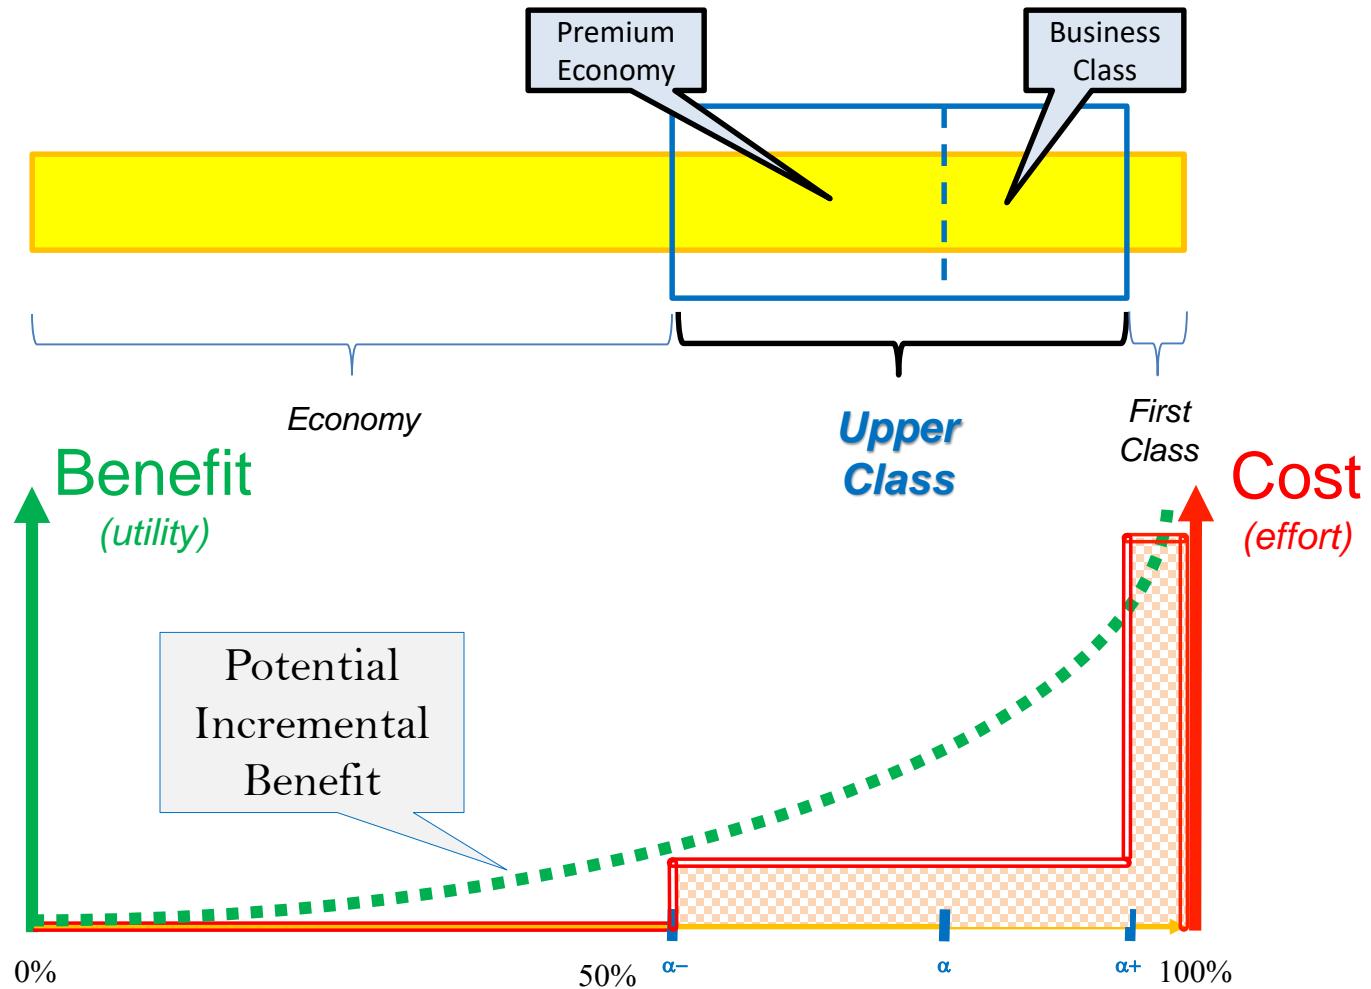 Premium
Economy
Business
Class
Economy
Upper
Class
First
Class
Benefit
(utility)
Cost
(effort)
Potential
Incremental
Benefit
0%
50%
α−
α
α+
100%